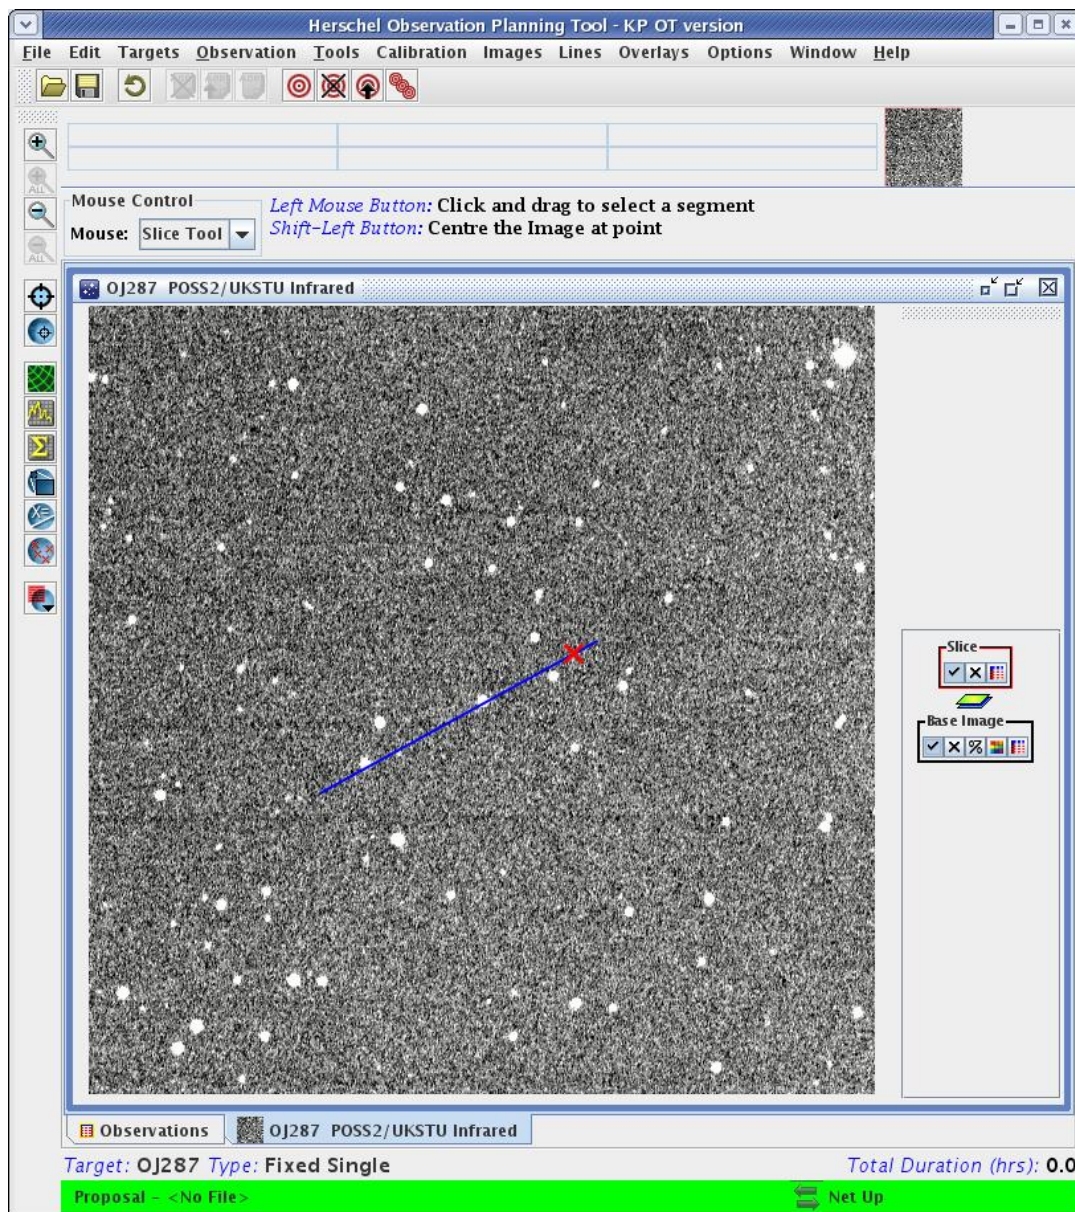 Herschel Observation Planning Tool - KP OT version
File Edit Targets Observation Tools Calibration Images Lines Overlays Options Window Help
ALL
ALL
Mouse Control
Mouse: Slice Tool
Left Mouse Button: Click and drag to select a segment
Shift-Left Button: Centre the Image at point
OJ287 POSS2/UKSTU Infrared
Slice
Base Image
Observations
OJ287 POSS2/UKSTU Infrared
Target: OJ287 Type: Fixed Single
Total Duration (hrs): 0.0
Proposal - <No File>
Net Up